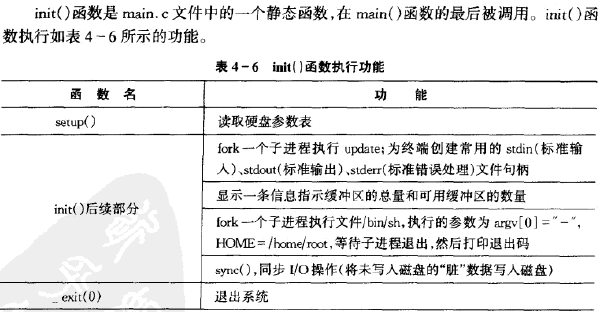 init()函数是 main.c 文件中的一个静态函数,在 main()函数的最后被调用。init()函
数执行如表 4-6 所示的功能。
表 4-6 init()函数执行功能
函 数 名
功 能
setup()
读取硬盘参数表
init()后续部分
fork 一个子进程执行 update;为终端创建常用的 stdin(标准输
入)、stdout(标准输出)、stderr(标准错误处理)文件句柄
显示一条信息指示缓冲区的总量和可用缓冲区的数量
fork 一个子进程执行文件/bin/sh,执行的参数为 argv[0]="-",
HOME=/home/root,等待子进程退出,然后打印退出码
sync(),同步 I/O 操作(将未写入磁盘的“脏”数据写入磁盘)
_exit(0)
退出系统